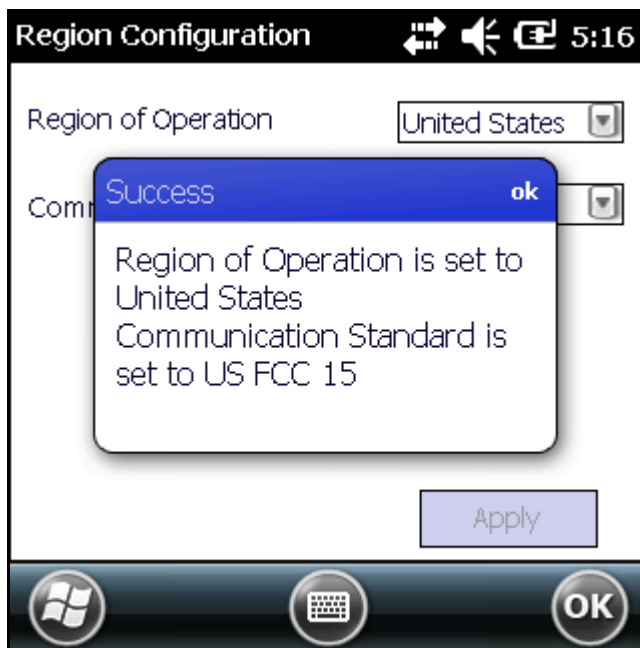 Region Configuration 5:16
Region of Operation United States
Success ok
Region of Operation is set to
United States
Communication Standard is
set to US FCC 15
Apply
OK